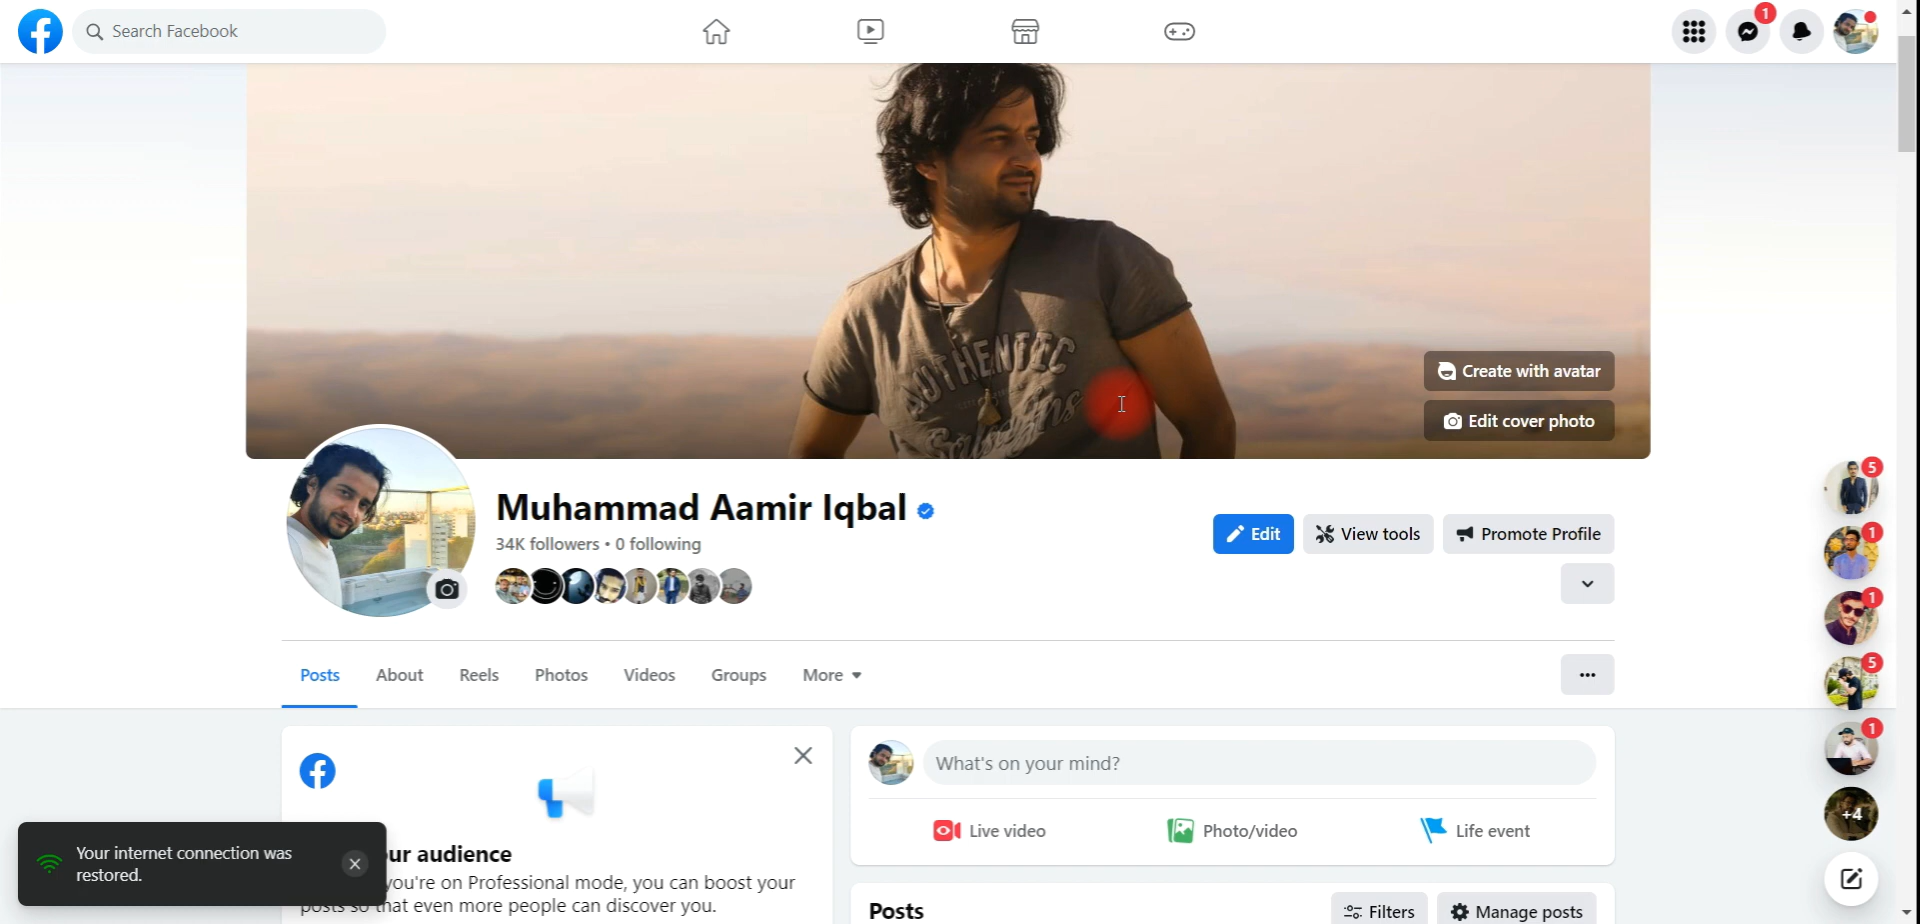 Search Facebook
1
AUTHENTIC
Create with avatar
Edit cover photo
Muhammad Aamir Iqbal
34K followers • 0 following
Edit
View tools
Promote Profile
Posts
About
Reels
Photos
Videos
Groups
More
What's on your mind?
Live video
Photo/video
Life event
ur audience
you're on Professional mode, you can boost your
posts so that even more people can discover you.
Your internet connection was
restored.
Posts
Filters
Manage posts
5
1
1
5
1
+4